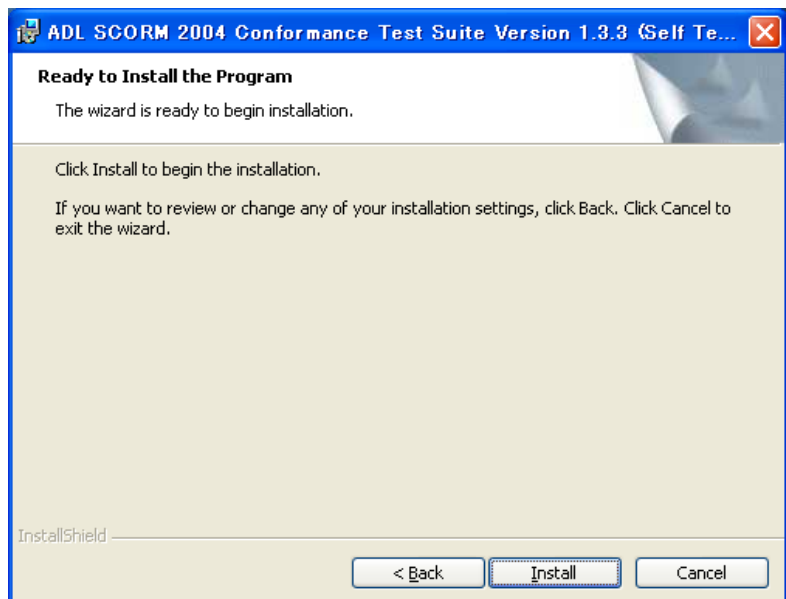 ADL SCORM 2004 Conformance Test Suite Version 1.3.3 (Self Te...
Ready to Install the Program
The wizard is ready to begin installation.
Click Install to begin the installation.
If you want to review or change any of your installation settings, click Back. Click Cancel to
exit the wizard.
InstallShield
< Back
Install
Cancel